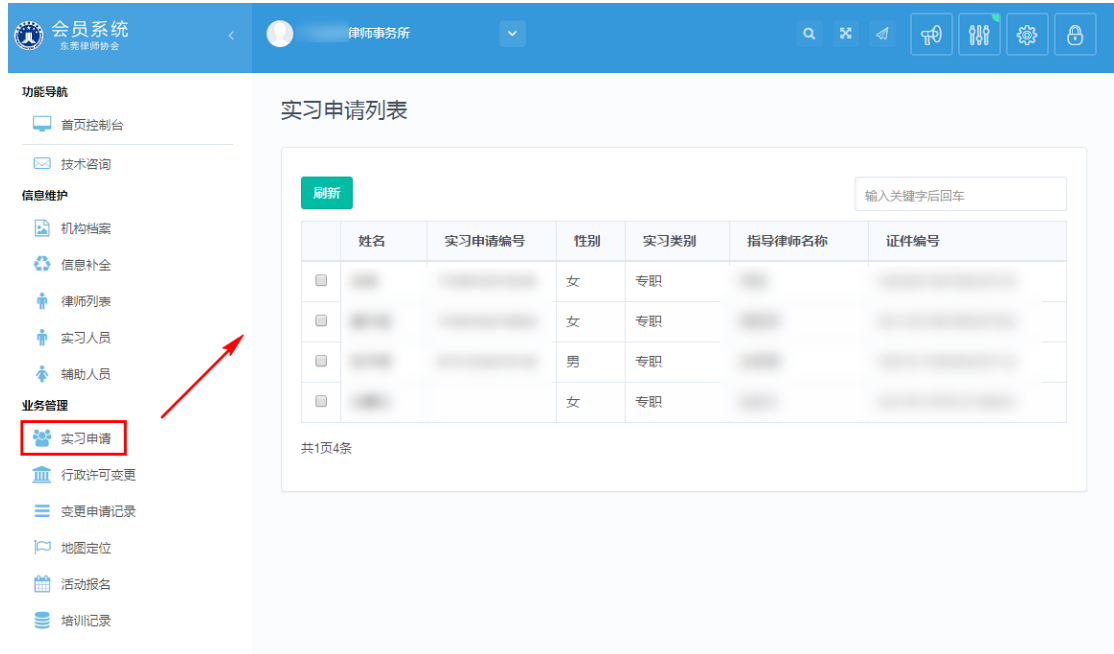 会员系统
东莞律师协会
律师事务所
功能导航
首页控制台
技术咨询
信息维护
机构档案
信息补全
律师列表
实习人员
辅助人员
业务管理
实习申请
行政许可变更
变更申请记录
地图定位
活动报名
培训记录
实习申请列表
刷新
输入关键字后回车
姓名 实习申请编号 性别 实习类别 指导律师名称 证件编号
女 专职
女 专职
男 专职
女 专职
共1页4条